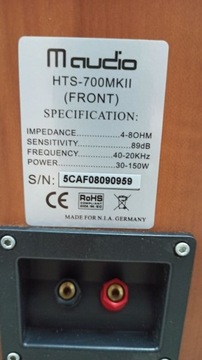 m audio
HTS-700MKII
(FRONT)
SPECIFICATION:
IMPEDANCE 4-8OHM
SENSITIVITY 89dB
FREQUENCY 40-20KHz
POWER 30-150W
S/N: 5CAF08090959
CE
RoHS
MADE FOR N.I.A. GERMANY